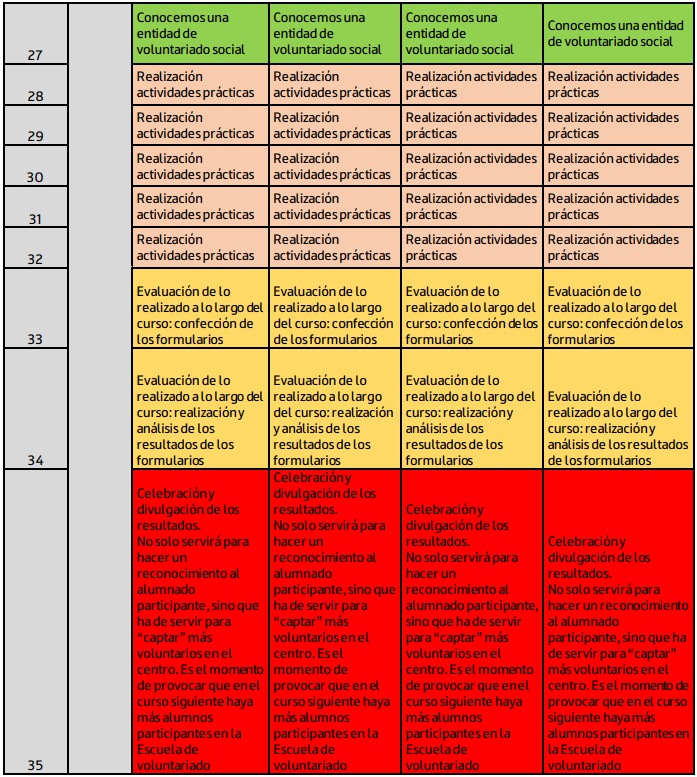 27
Conocemos una
entidad de
voluntariado social
Conocemos una
entidad de
voluntariado social
Conocemos una
entidad de
voluntariado social
Conocemos una entidad
de voluntariado social
28
Realización
actividades prácticas
Realización
actividades prácticas
Realización actividades
prácticas
Realización actividades
prácticas
29
Realización
actividades prácticas
Realización
actividades prácticas
Realización actividades
prácticas
Realización actividades
prácticas
30
Realización
actividades prácticas
Realización
actividades prácticas
Realización actividades
prácticas
Realización actividades
prácticas
31
Realización
actividades prácticas
Realización
actividades prácticas
Realización actividades
prácticas
Realización actividades
prácticas
32
Realización
actividades prácticas
Realización
actividades prácticas
Realización actividades
prácticas
Realización actividades
prácticas
33
Evaluación de lo
realizado a lo largo del
curso: confección de
los formularios
Evaluación de lo
realizado a lo largo
del curso: confección
de los formularios
Evaluación de lo
realizado a lo largo del
curso: confección de los
formularios
Evaluación de lo
realizado a lo largo del
curso: confección de los
formularios
34
Evaluación de lo
realizado a lo largo del
curso: realización y
análisis de los
resultados de los
formularios
Evaluación de lo
realizado a lo largo
del curso: realización
y análisis de los
resultados de los
formularios
Evaluación de lo
realizado a lo largo del
curso: realización y
análisis de los
resultados de los
formularios
Evaluación de lo
realizado a lo largo del
curso: realización y
análisis de los resultados
de los formularios
35
Celebración y
divulgación de los
resultados.
No solo servirá para
hacer un
reconocimiento al
alumnado
participante, sino que
ha de servir para
“captar” más
voluntarios en el
centro. Es el momento
de provocar que en el
curso siguiente haya
más alumnos
participantes en la
Escuela de
voluntariado
Celebración y
divulgación de los
resultados.
No solo servirá para
hacer un
reconocimiento al
alumnado
participante, sino que
ha de servir para
“captar” más
voluntarios en el
centro. Es el
momento de
provocar que en el
curso siguiente haya
más alumnos
participantes en la
Escuela de
voluntariado
Celebración y
divulgación de los
resultados.
No solo servirá para
hacer un
reconocimiento al
alumnado participante,
sino que ha de servir
para “captar” más
voluntarios en el
centro. Es el momento
de provocar que en el
curso siguiente haya
más alumnos
participantes en la
Escuela de
voluntariado
Celebración y
divulgación de los
resultados.
No solo servirá para
hacer un reconocimiento
al alumnado
participante, sino que ha
de servir para “captar”
más voluntarios en el
centro. Es el momento de
provocar que en el curso
siguiente haya más
alumnos participantes en
la Escuela de
voluntariado